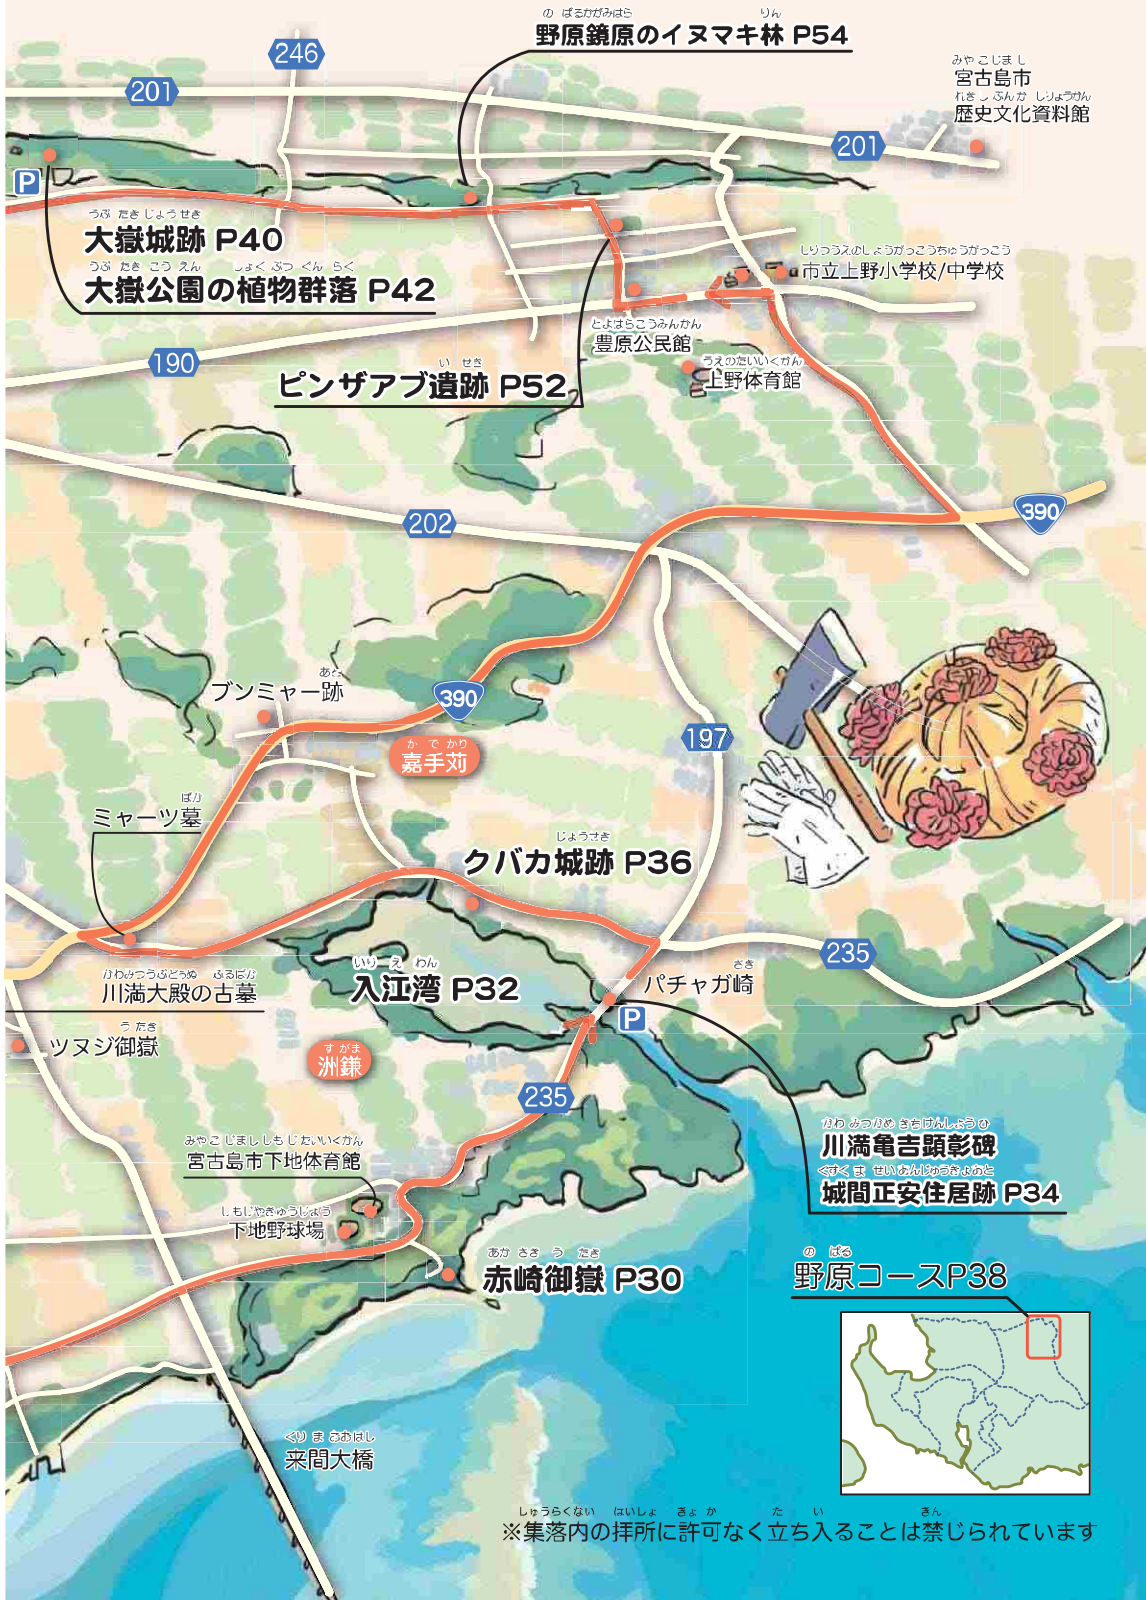 の ばるかがみはら りん
野原鏡原のイヌマキ林 P54
246
201
みや こじま し
宮古島市
れき し ぶん か しりょうかん
歴史文化資料館
201
P
うぷ たき じょう せき
大嶽城跡 P40
うぷ たき こう えん しょく ぶつ ぐん らく
大嶽公園の植物群落 P42
しりつうえのしょうがっこうちゅうがっこう
市立上野小学校/中学校
とよはらこうみんかん
豊原公民館
190
い せき
ピンザアブ遺跡 P52
うえのたいいくかん
上野体育館
202
390
あと
ブンミャー跡
390
か で かり
嘉手苅
197
ばか
ミャーツ墓
じょうせき
クバカ城跡 P36
いり え わん
入江湾 P32
さき
パチャガ崎
235
かわみつうぷとぅぬ ふるばか
川満大殿の古墓
P
う たき
ツヌジ御嶽
す がま
洲鎌
235
かわ みつかめ きちけんしょう ひ
川満亀吉顕彰碑
ぐすく ま せい あんじゅうきょあと
城間正安住居跡 P34
みやこ じまし しも じ たいいくかん
宮古島市下地体育館
しもじやきゅうじょう
下地野球場
あか さき う たき
赤崎御嶽 P30
の ばる
野原コースP38
くり ま おおはし
来間大橋
しゅうらくない はいしょ きょ か た い きん
※集落内の拝所に許可なく立ち入ることは禁じられています